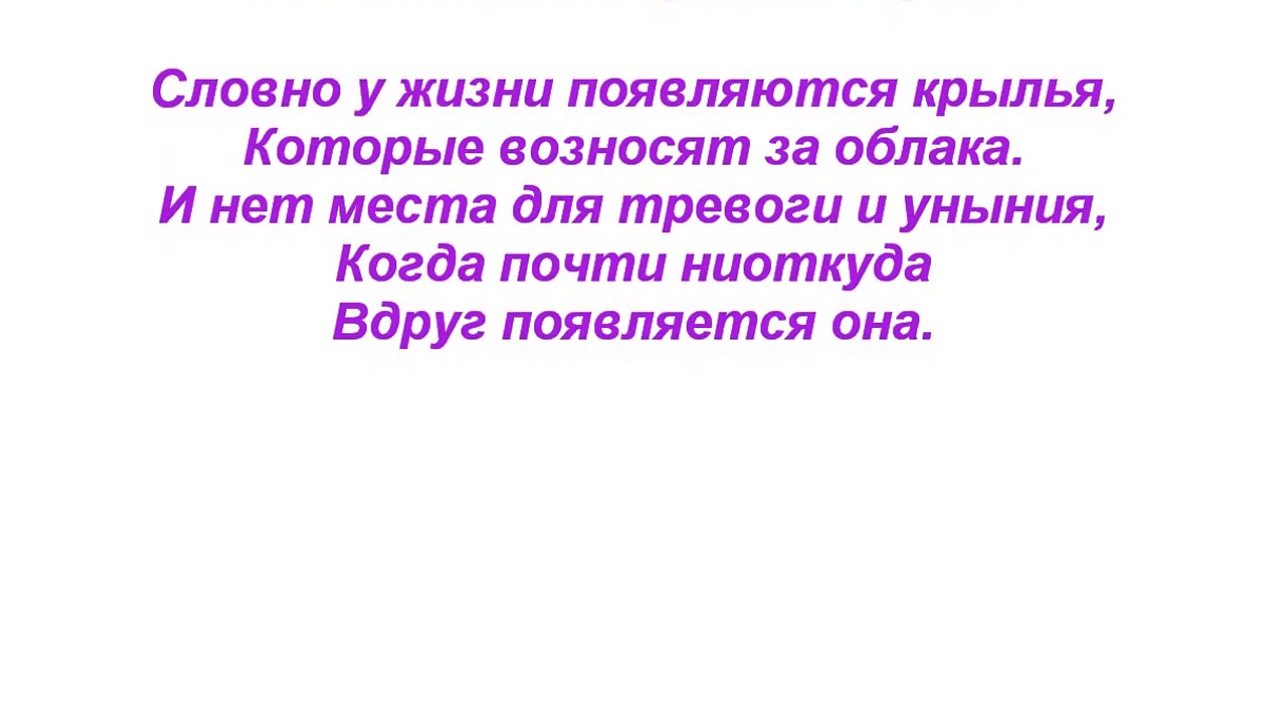 Словно у жизни появляются крылья,
Которые возносят за облака.
И нет места для тревоги и уныния,
Когда почти ниоткуда
Вдруг появляется она.